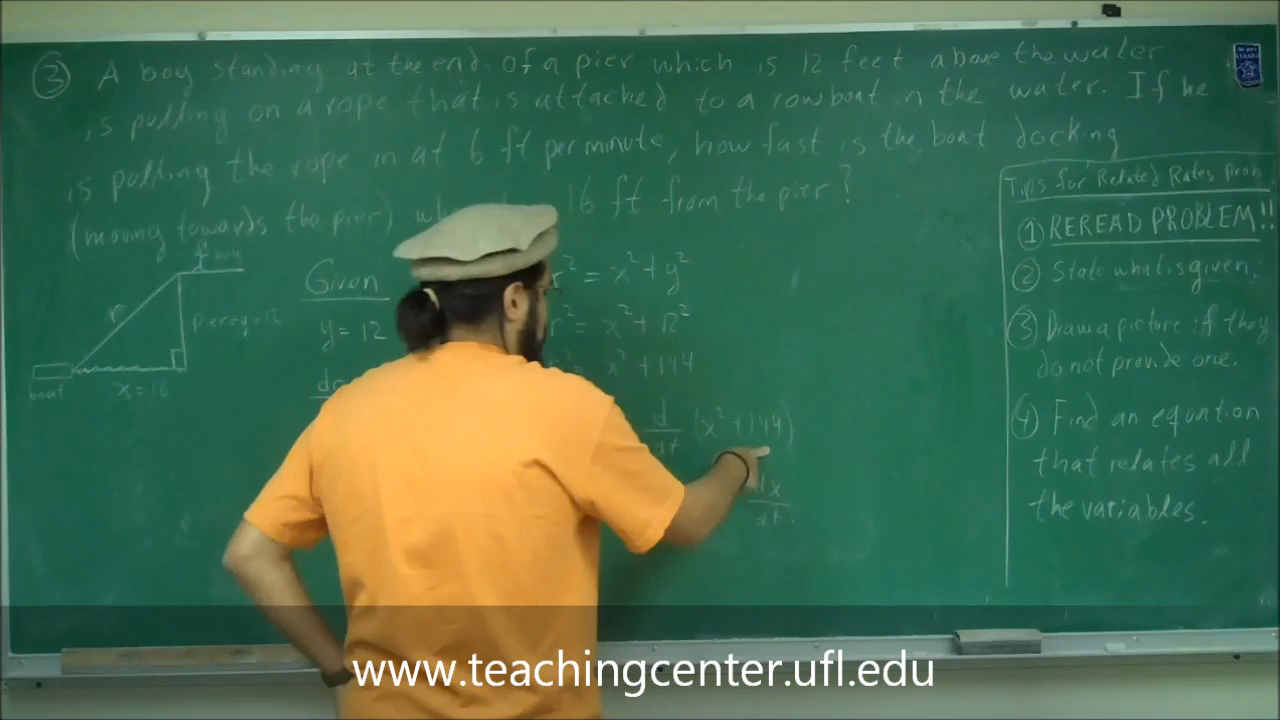 ③ A boy standing at the end of a pier which is 12 feet above the water
is pulling on a rope that is attached to a rowboat in the water. If he
is pulling the rope in at 6 ft per minute, how fast is the boat docking
(moving towards the pier) 16 ft from the pier?
boy
r
pier = y = 12
boat
x = 16
Given
y = 12
dr
r² = x² + y²
r² = x² + 12²
r² = x² + 144
d/dt (x² + 144)
dx/dt
Tips for Related Rates Prob
① REREAD PROBLEM!!
② State what is given.
③ Draw a picture if they
do not provide one.
④ Find an equation
that relates all
the variables.
www.teachingcenter.ufl.edu